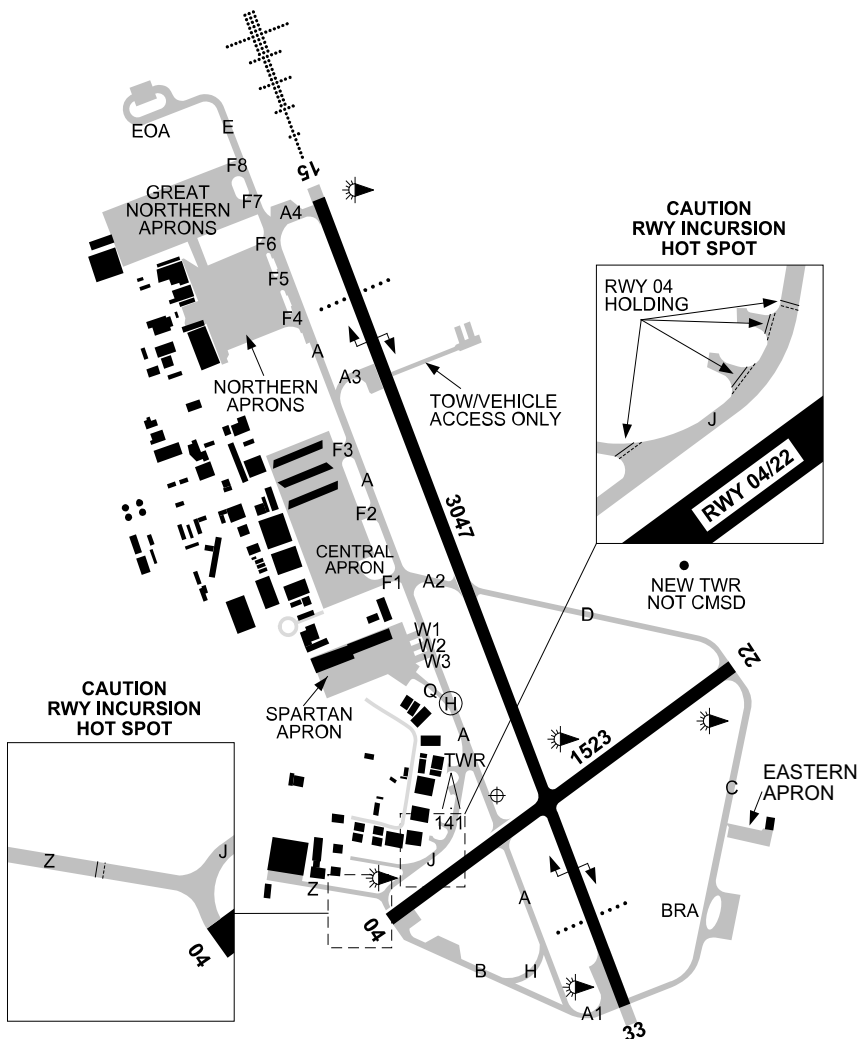 EOA
E
15
F8
GREAT
NORTHERN
APRONS
F7
A4
F6
F5
F4
A
A3
NORTHERN
APRONS
TOW/VEHICLE
ACCESS ONLY
CAUTION
RWY INCURSION
HOT SPOT
RWY 04
HOLDING
J
RWY 04/22
F3
A
F2
3047
CENTRAL
APRON
F1
A2
NEW TWR
NOT CMSD
D
W1
W2
W3
22
Q
H
SPARTAN
APRON
A
TWR
1523
C
EASTERN
APRON
141
J
Z
04
A
BRA
B
H
A1
33
CAUTION
RWY INCURSION
HOT SPOT
Z
J
04